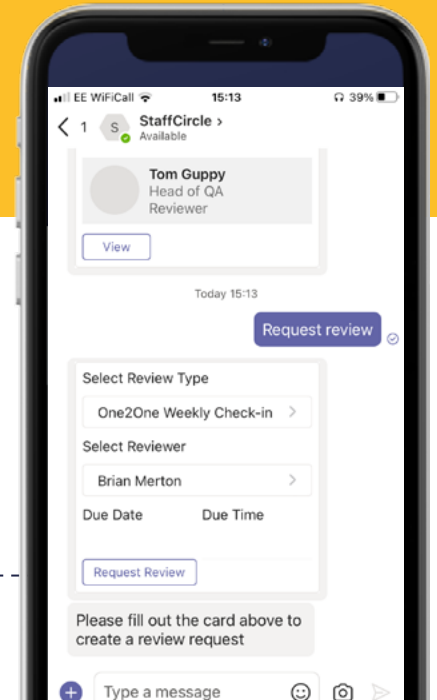 EE WiFiCall 15:13 39%
1 S StaffCircle >
Available
Tom Guppy
Head of QA
Reviewer
View
Today 15:13
Request review
Select Review Type
One2One Weekly Check-in
Select Reviewer
Brian Merton
Due Date Due Time
Request Review
Please fill out the card above to
create a review request
Type a message